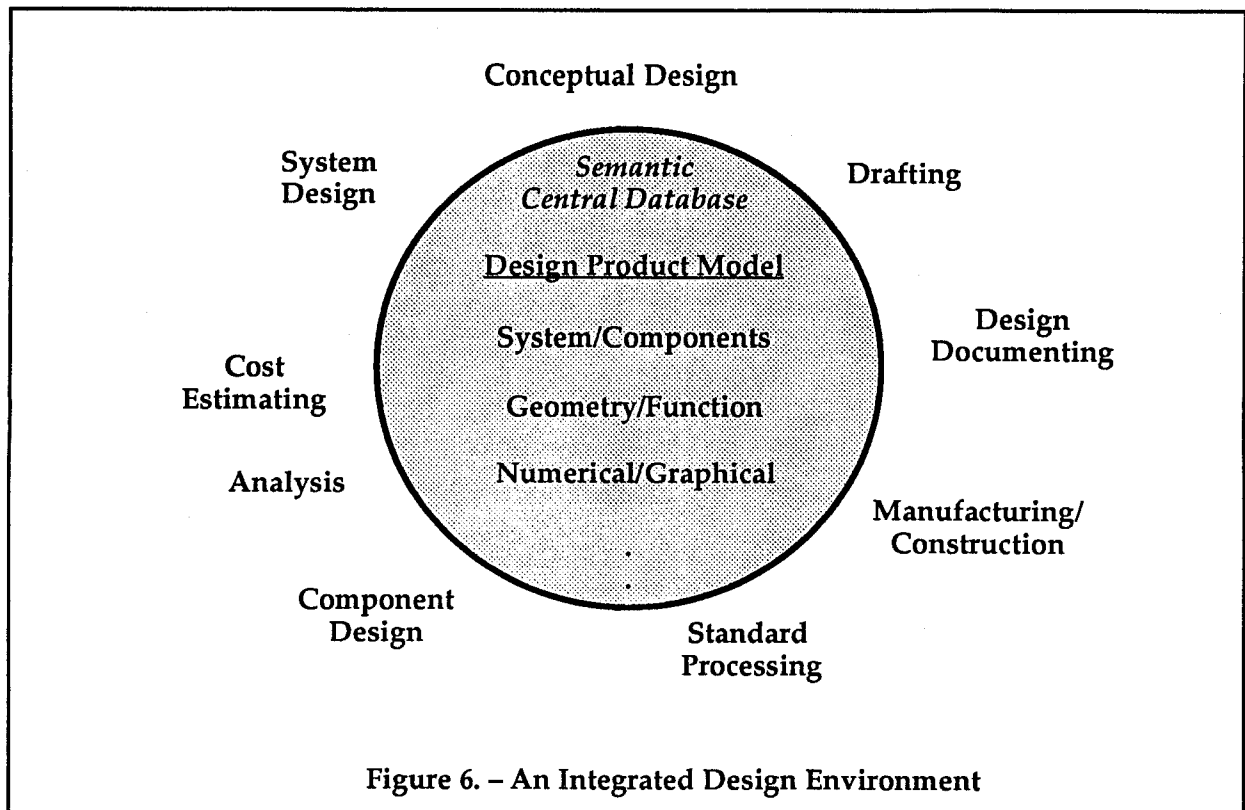 Conceptual Design
System
Design
Semantic
Central Database
Drafting
Design Product Model
System/Components
Design
Documenting
Cost
Estimating
Geometry/Function
Analysis
Numerical/Graphical
Manufacturing/
Construction
.
.
Component
Design
Standard
Processing
Figure 6. – An Integrated Design Environment